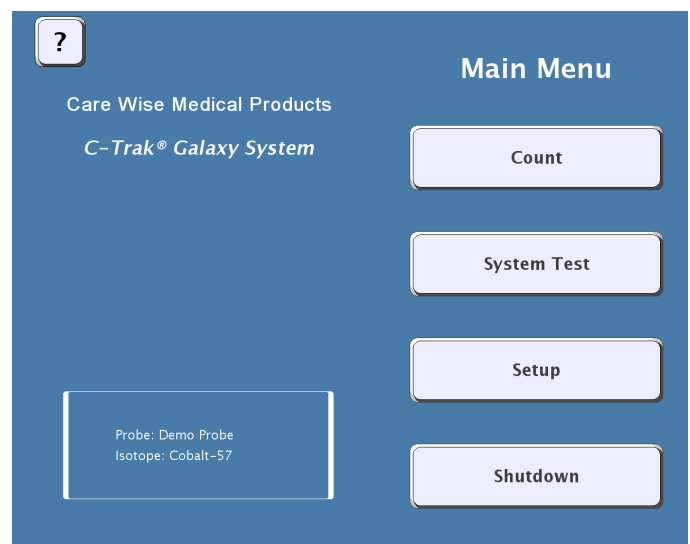 ?
Care Wise Medical Products
C-Trak® Galaxy System
Probe: Demo Probe
Isotope: Cobalt-57
Main Menu
Count
System Test
Setup
Shutdown